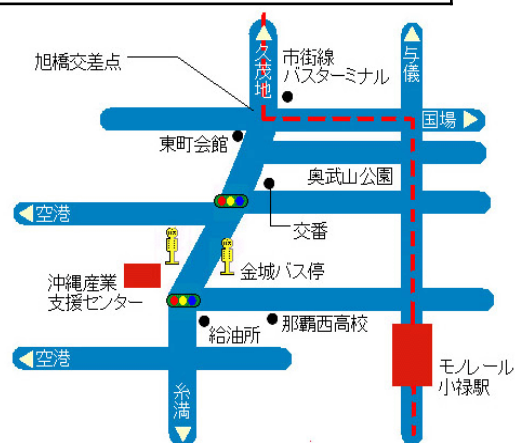 久茂地
与儀
旭橋交差点
市街線
バスターミナル
国場
東町会館
奥武山公園
空港
交番
金城バス停
沖縄産業
支援センター
給油所
那覇西高校
空港
モノレール
小禄駅
糸満